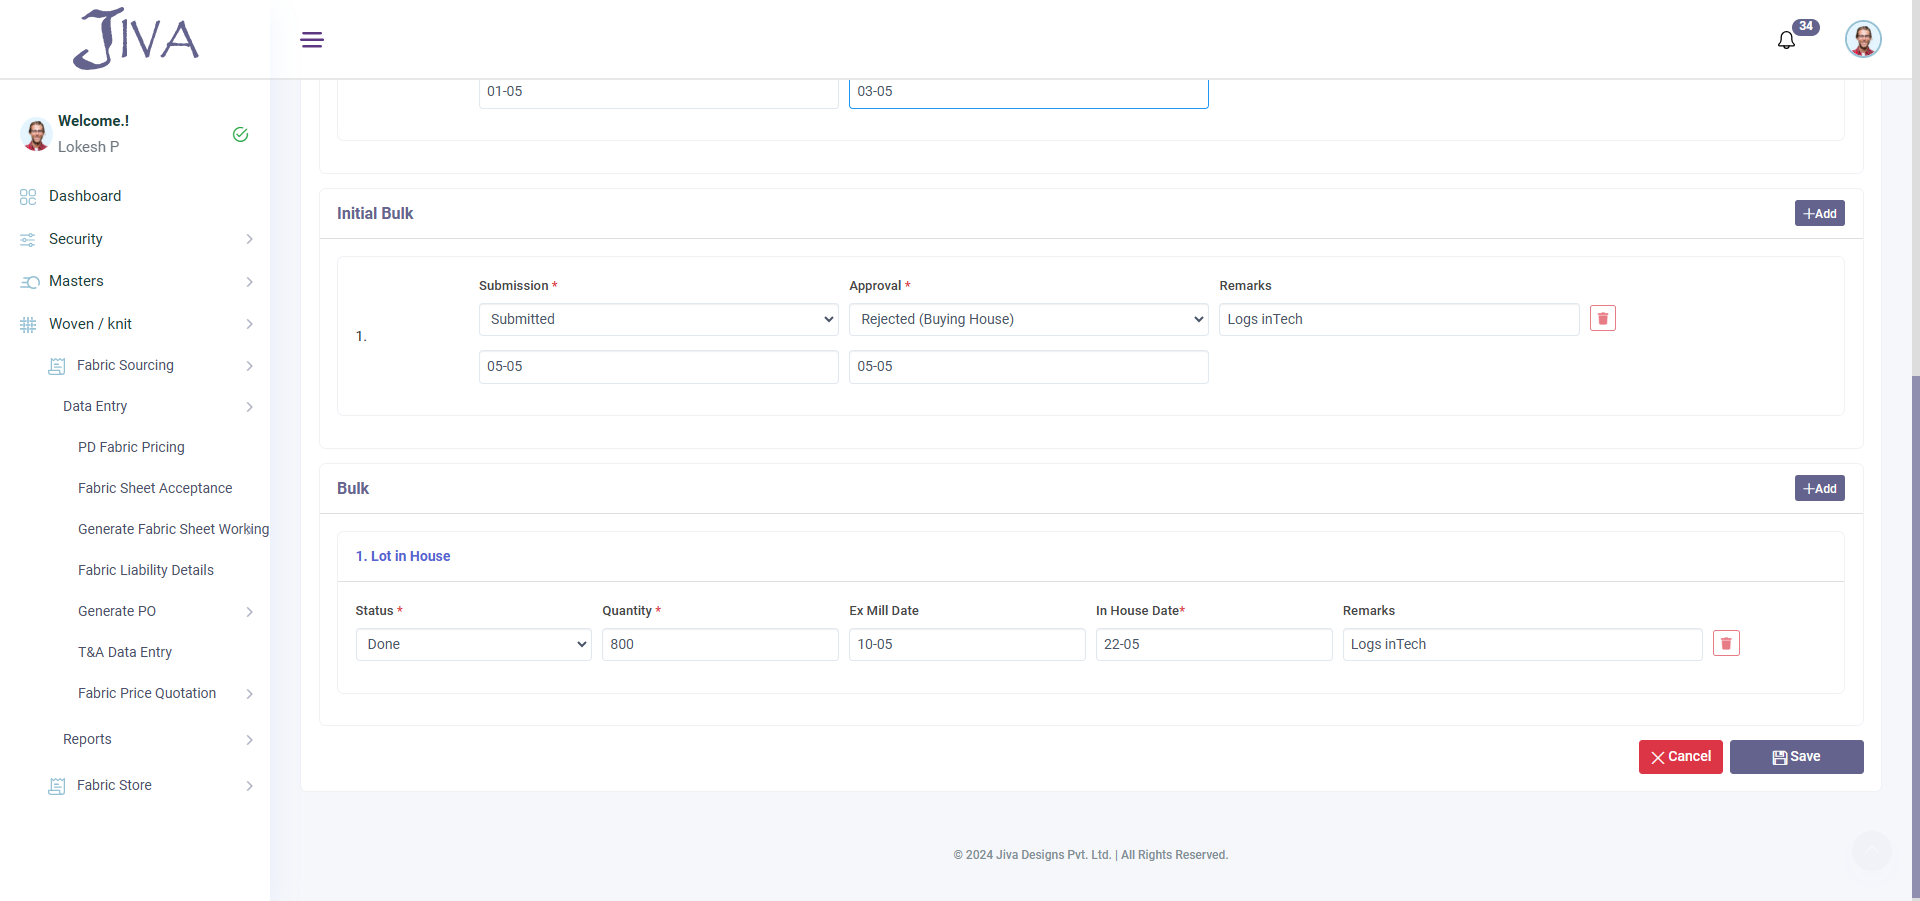 JIVA
34
Welcome.!
Lokesh P
Dashboard
Security
Masters
Woven / knit
Fabric Sourcing
Data Entry
PD Fabric Pricing
Fabric Sheet Acceptance
Generate Fabric Sheet Working
Fabric Liability Details
Generate PO
T&A Data Entry
Fabric Price Quotation
Reports
Fabric Store
01-05 03-05
Initial Bulk +Add
Submission * Approval * Remarks
1. Submitted Rejected (Buying House) Logs inTech
05-05 05-05
Bulk +Add
1. Lot in House
Status * Quantity * Ex Mill Date In House Date* Remarks
Done 800 10-05 22-05 Logs inTech
Cancel Save
© 2024 Jiva Designs Pvt. Ltd. | All Rights Reserved.